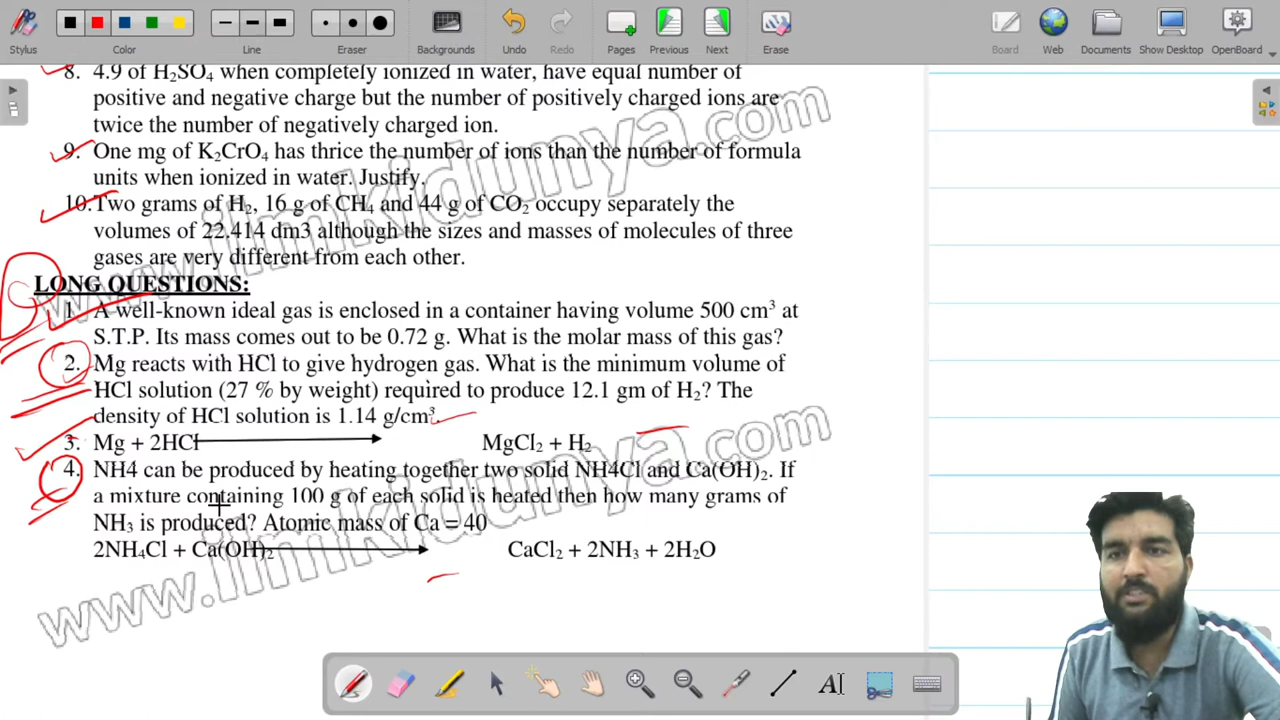 Stylus Color Line Eraser Backgrounds Undo Redo Pages Previous Next Erase Board Web Documents Show Desktop OpenBoard
8. 4.9 of H₂SO₄ when completely ionized in water, have equal number of
positive and negative charge but the number of positively charged ions are
twice the number of negatively charged ion.
9. One mg of K₂CrO₄ has thrice the number of ions than the number of formula
units when ionized in water. Justify.
10. Two grams of H₂, 16 g of CH₄ and 44 g of CO₂ occupy separately the
volumes of 22.414 dm3 although the sizes and masses of molecules of three
gases are very different from each other.
LONG QUESTIONS:
1. A well-known ideal gas is enclosed in a container having volume 500 cm³ at
S.T.P. Its mass comes out to be 0.72 g. What is the molar mass of this gas?
2. Mg reacts with HCl to give hydrogen gas. What is the minimum volume of
HCl solution (27 % by weight) required to produce 12.1 gm of H₂? The
density of HCl solution is 1.14 g/cm³.
3. Mg + 2HCl MgCl₂ + H₂
4. NH4 can be produced by heating together two solid NH4Cl and Ca(OH)₂. If
a mixture containing 100 g of each solid is heated then how many grams of
NH₃ is produced? Atomic mass of Ca = 40
2NH₄Cl + Ca(OH)₂ CaCl₂ + 2NH₃ + 2H₂O
www.ilmkidunya.com
www.ilmkidunya.com
www.ilmkidunya.com